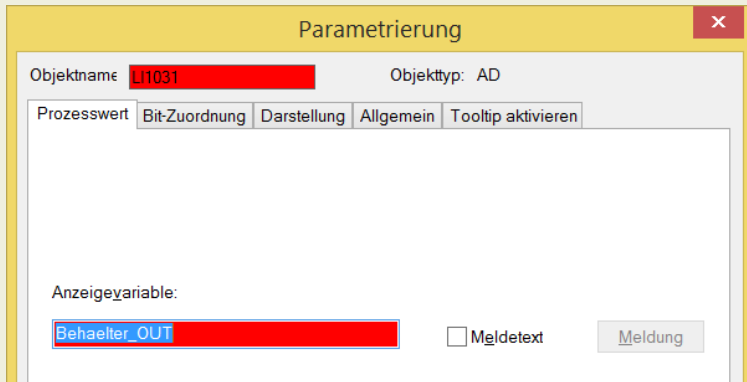 Parametrierung
Objektname LI1031 Objekttyp: AD
Prozesswert Bit-Zuordnung Darstellung Allgemein Tooltip aktivieren
Anzeigevariable:
Behaelter_OUT Meldetext Meldung